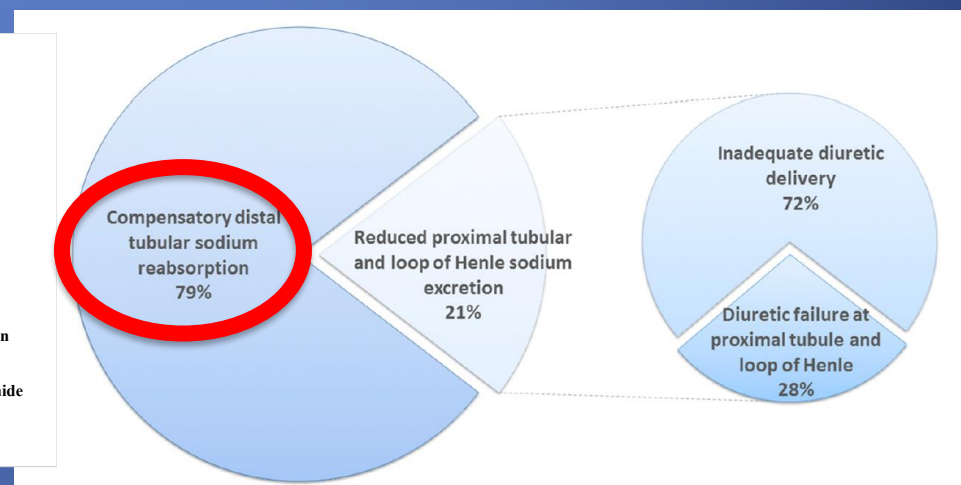 Compensatory distal
tubular sodium
reabsorption
79%
Reduced proximal tubular
and loop of Henle sodium
excretion
21%
Inadequate diuretic
delivery
72%
Diuretic failure at
proximal tubule and
loop of Henle
28%